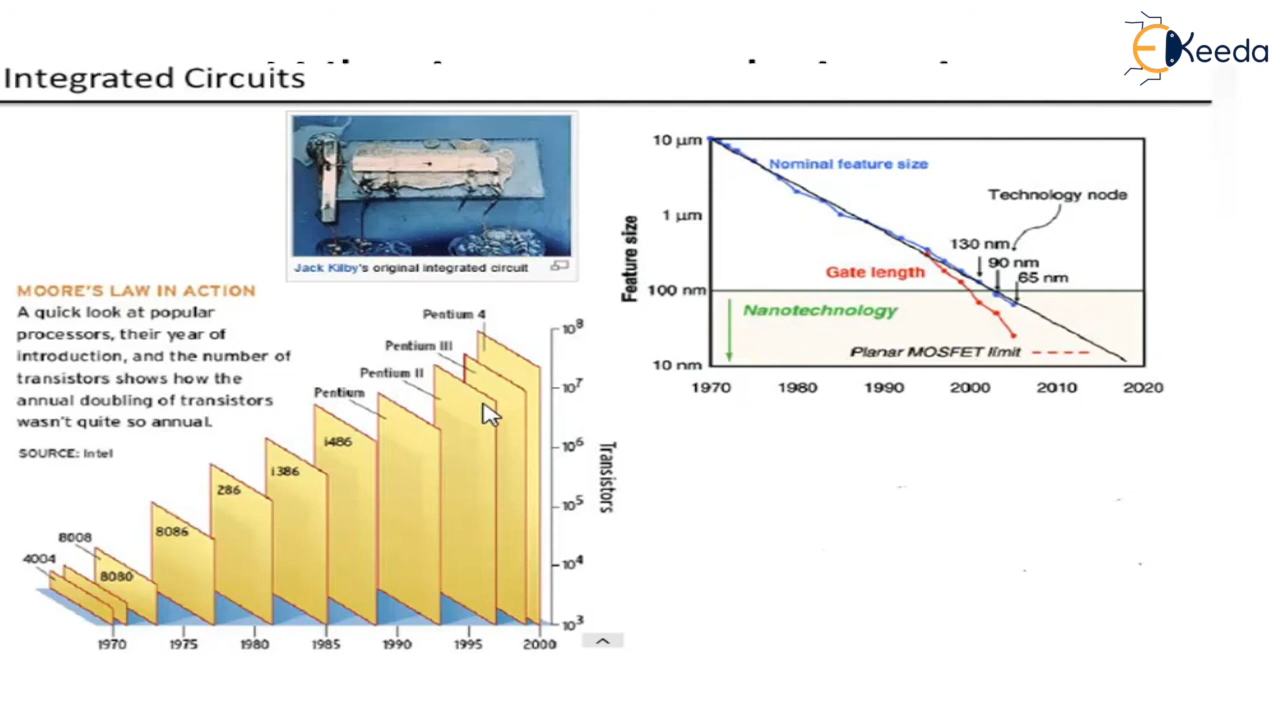 EKeeda
Integrated Circuits
Jack Kilby's original integrated circuit
MOORE'S LAW IN ACTION
A quick look at popular
processors, their year of
introduction, and the number of
transistors shows how the
annual doubling of transistors
wasn't quite so annual.
SOURCE: Intel
4004
8008
8080
8086
286
i386
i486
Pentium
Pentium II
Pentium III
Pentium 4
10⁸
10⁷
10⁶
10⁵
10⁴
10³
Transistors
1970 1975 1980 1985 1990 1995 2000
10 µm
1 µm
100 nm
10 nm
Feature size
Nominal feature size
Technology node
130 nm
90 nm
65 nm
Gate length
Nanotechnology
Planar MOSFET limit
1970 1980 1990 2000 2010 2020